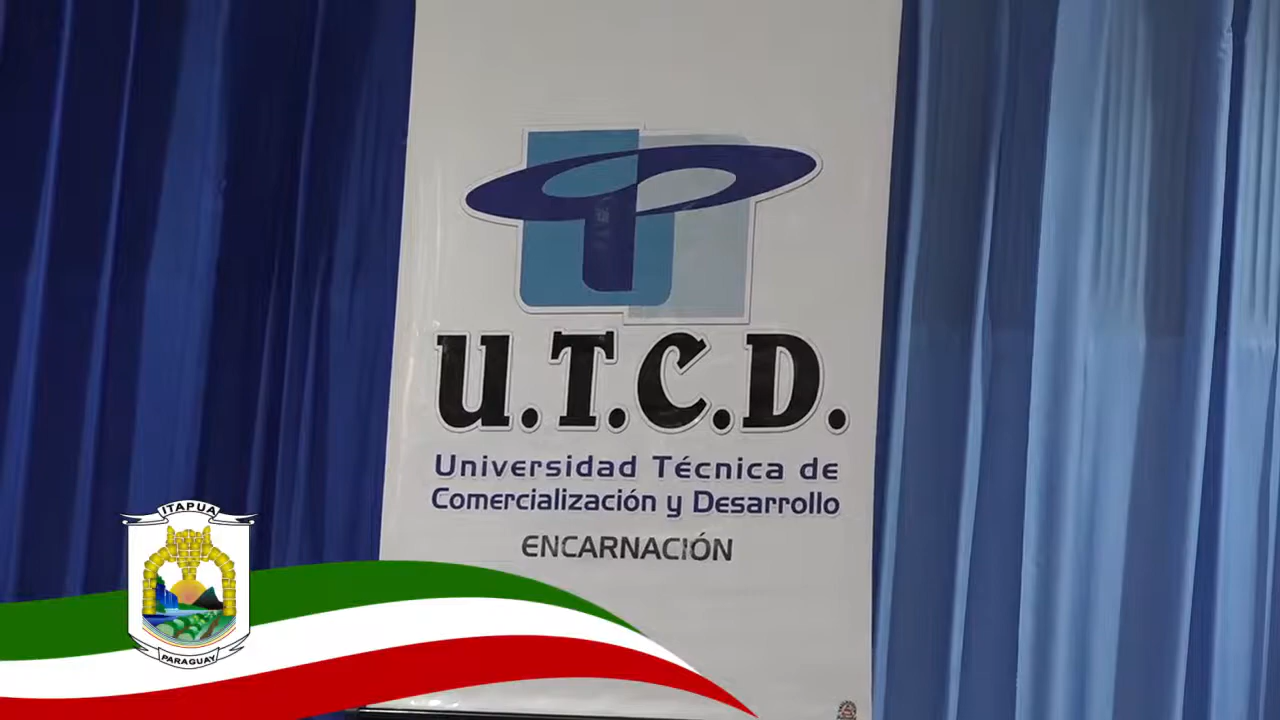 U.T.C.D.
Universidad Técnica de
Comercialización y Desarrollo
ENCARNACIÓN
ITAPUA
PARAGUAY